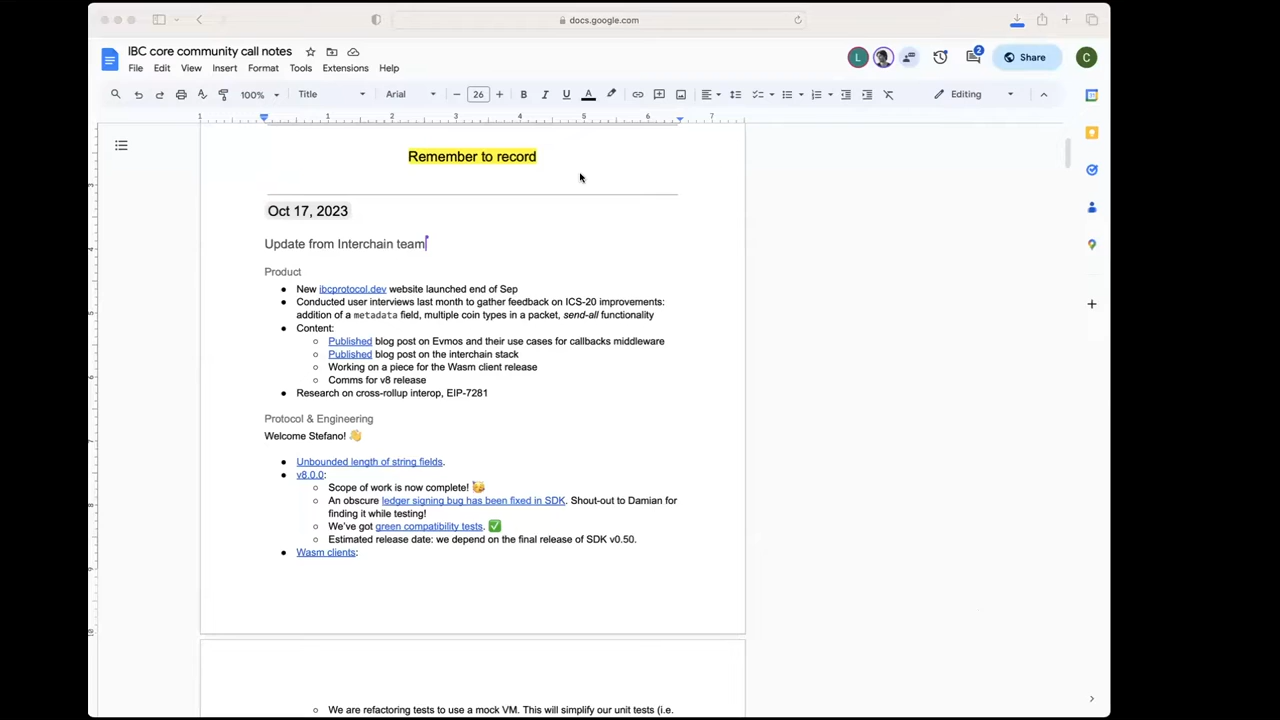 docs.google.com
IBC core community call notes
2
Share
C
L
File Edit View Insert Format Tools Extensions Help
100% Title Arial 26 B I U A Editing
1 1 2 3 4 5 6 7
Remember to record
Oct 17, 2023
Update from Interchain team
Product
New ibcprotocol.dev website launched end of Sep
Conducted user interviews last month to gather feedback on ICS-20 improvements:
addition of a metadata field, multiple coin types in a packet, send-all functionality
Content:
Published blog post on Evmos and their use cases for callbacks middleware
Published blog post on the interchain stack
Working on a piece for the Wasm client release
Comms for v8 release
Research on cross-rollup interop, EIP-7281
Protocol & Engineering
Welcome Stefano! 👋
Unbounded length of string fields.
v8.0.0:
Scope of work is now complete! 🥳
An obscure ledger signing bug has been fixed in SDK. Shout-out to Damian for
finding it while testing!
We've got green compatibility tests. ✅
Estimated release date: we depend on the final release of SDK v0.50.
Wasm clients:
We are refactoring tests to use a mock VM. This will simplify our unit tests (i.e.